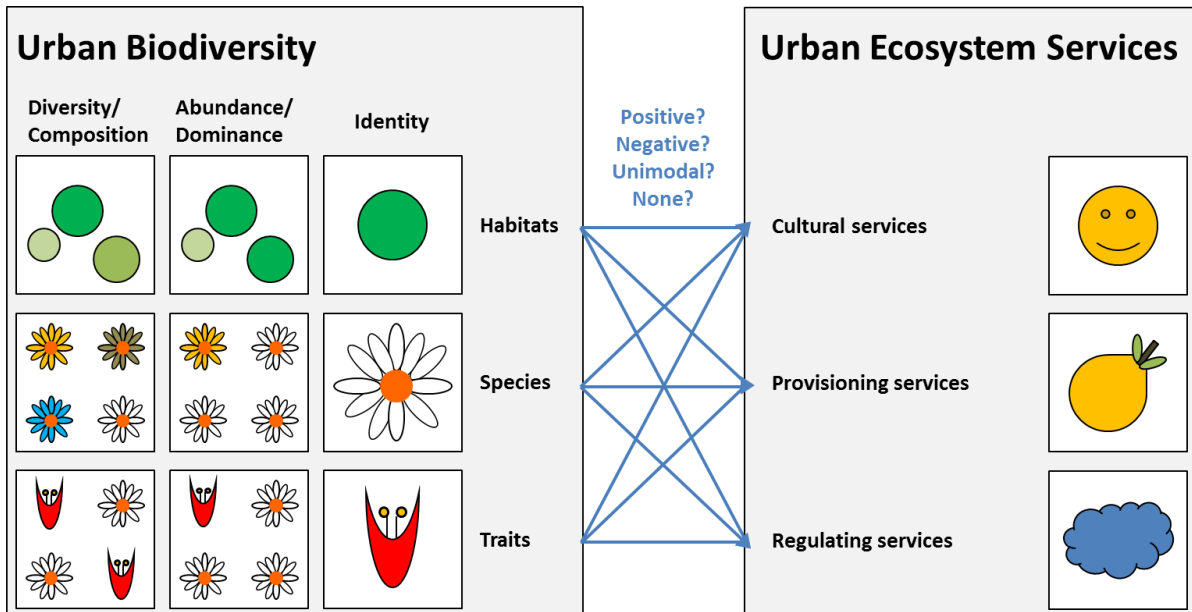 Urban Biodiversity
Diversity/
Composition
Abundance/
Dominance
Identity
Habitats
Species
Traits
Positive?
Negative?
Unimodal?
None?
Urban Ecosystem Services
Cultural services
Provisioning services
Regulating services